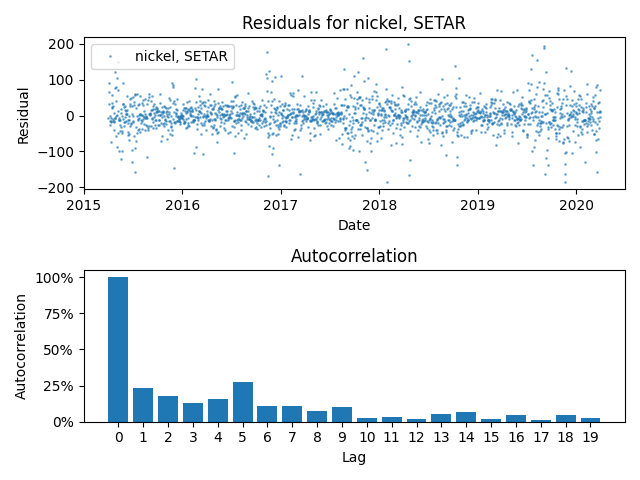 Residuals for nickel, SETAR
200
100
0
−100
−200
Residual
nickel, SETAR
2015 2016 2017 2018 2019 2020
Date
Autocorrelation
100%
75%
50%
25%
0%
Autocorrelation
0 1 2 3 4 5 6 7 8 9 10 11 12 13 14 15 16 17 18 19
Lag